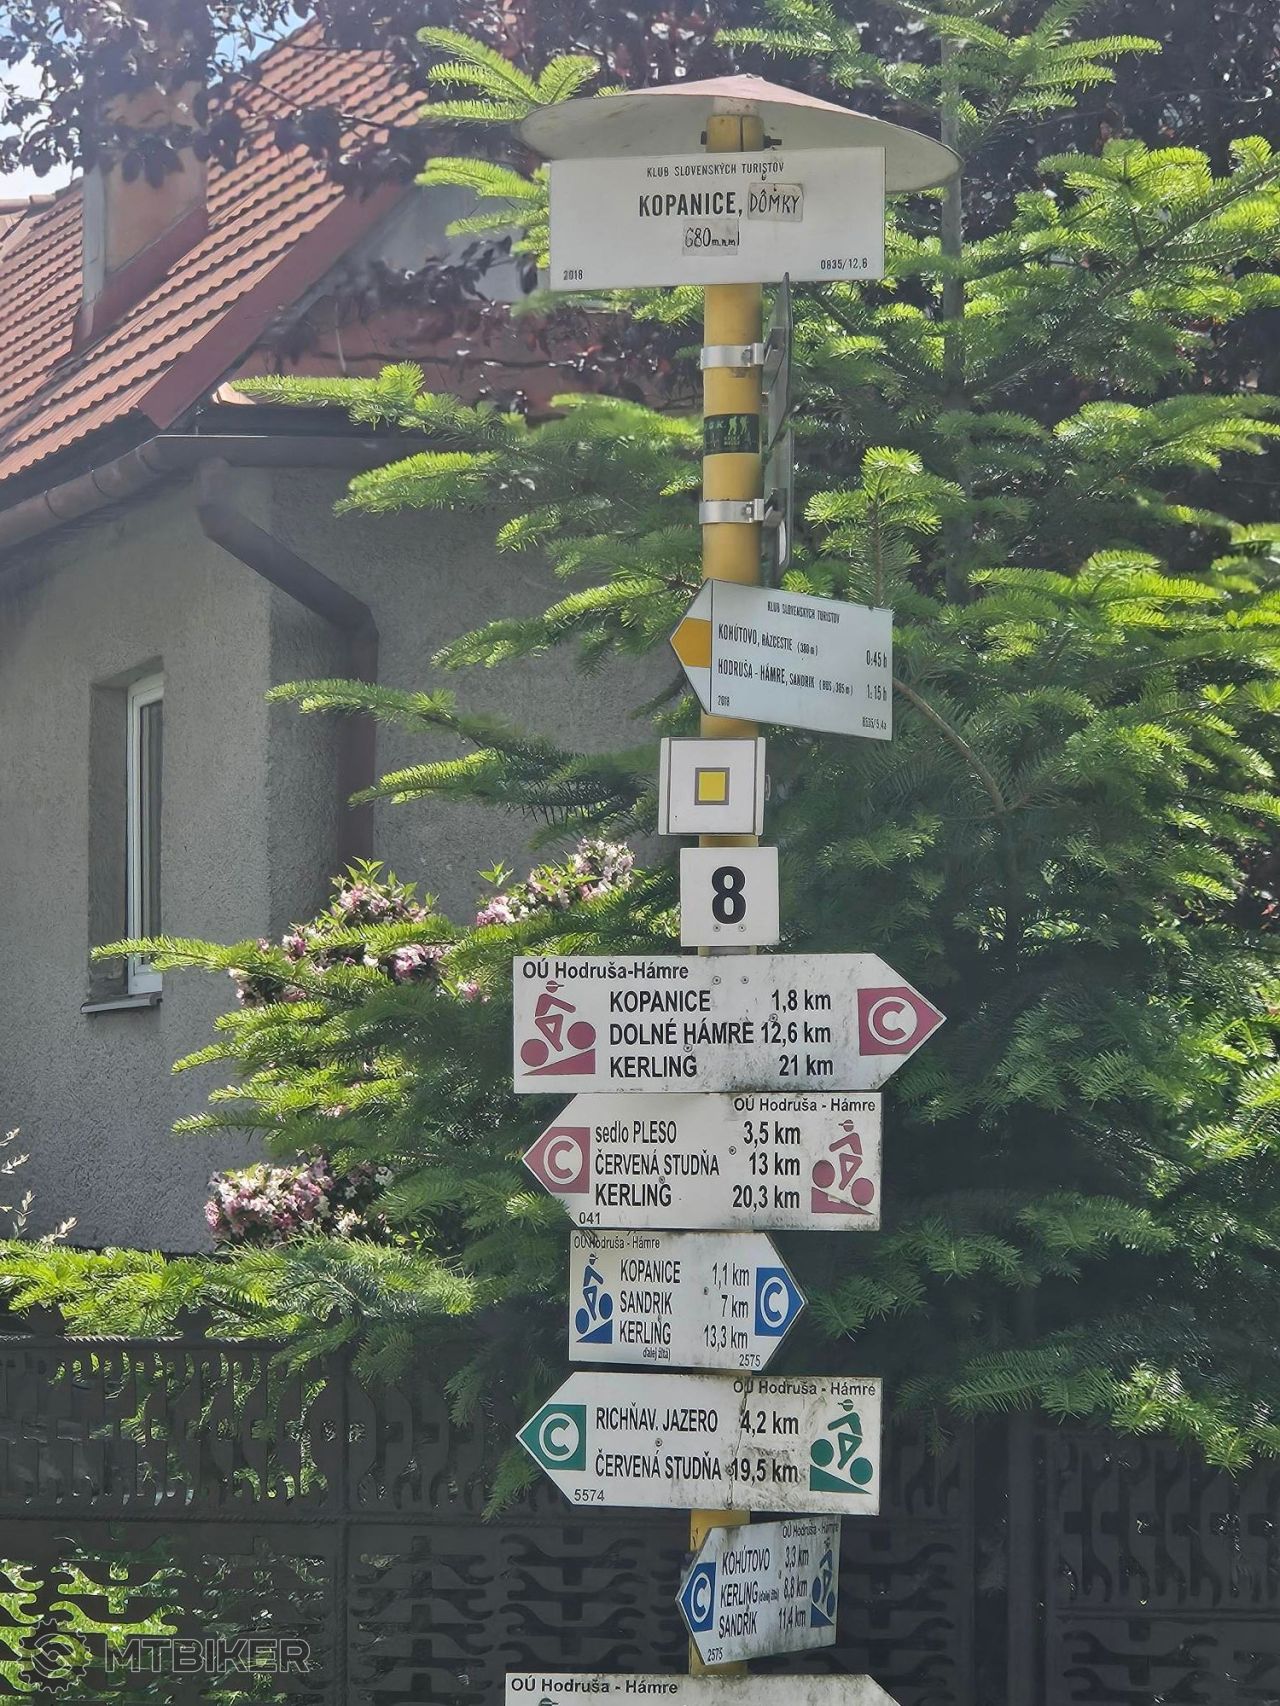 KLUB SLOVENSKÝCH TURISTOV
KOPANICE, DÔMKY
680 m.n.m
2018 0835/12,6
KLUB SLOVENSKÝCH TURISTOV
KOHÚTOVO, RÁZCESTIE (380 m) 0:45 h
HODRUŠA - HÁMRE, SANDRIK (BUS, 385 m) 1:15 h
2018
8
OÚ Hodruša-Hámre
KOPANICE 1,8 km
DOLNÉ HÁMRE 12,6 km
KERLING 21 km
C
OÚ Hodruša - Hámre
sedlo PLESO 3,5 km
ČERVENÁ STUDŇA 13 km
KERLING 20,3 km
041
C
OÚ Hodruša - Hámre
KOPANICE 1,1 km
SANDRIK 7 km
KERLING 13,3 km
ďalej žltá)
2575
C
OÚ Hodruša - Hámre
RICHŇAV. JAZERO 4,2 km
ČERVENÁ STUDŇA 19,5 km
5574
C
OÚ Hodruša - Hámre
KOHÚTOVO 3,3 km
KERLING (ďalej žltá) 8,8 km
SANDRIK 11,4 km
2575
C
OÚ Hodruša - Hámre
MTBIKER